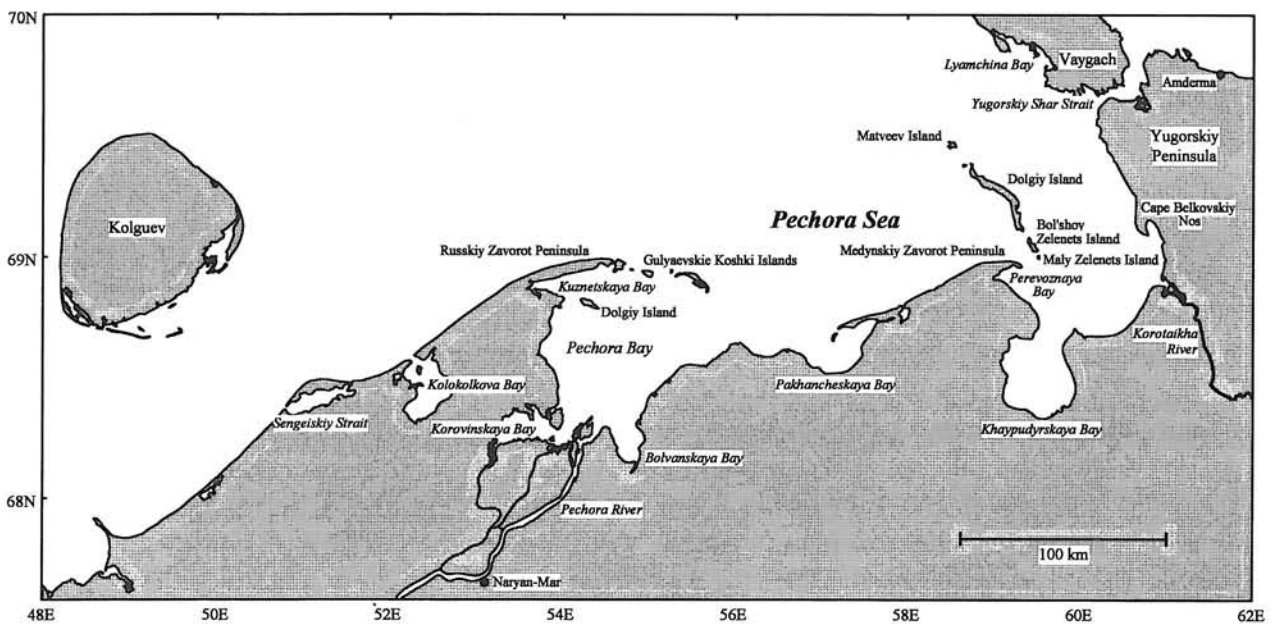 70N
Lyamchina Bay
Vaygach
Amderma
Yugorskiy Shar Strait
Matveev Island
Yugorskiy
Peninsula
Dolgiy Island
Kolguev
Pechora Sea
Cape Belkovskiy
Nos
Bol'shov
Zelenets Island
Russkiy Zavorot Peninsula
Medynskiy Zavorot Peninsula
69N
Gulyaevskie Koshki Islands
Maly Zelenets Island
Kuznetskaya Bay
Perevoznaya
Bay
Dolgiy Island
Pechora Bay
Korotaikha
River
Kolokolkova Bay
Pakhancheskaya Bay
Sengeiskiy Strait
Korovinskaya Bay
Khaypudyrskaya Bay
Bolvanskaya Bay
68N
Pechora River
100 km
Naryan-Mar
48E
50E
52E
54E
56E
58E
60E
62E